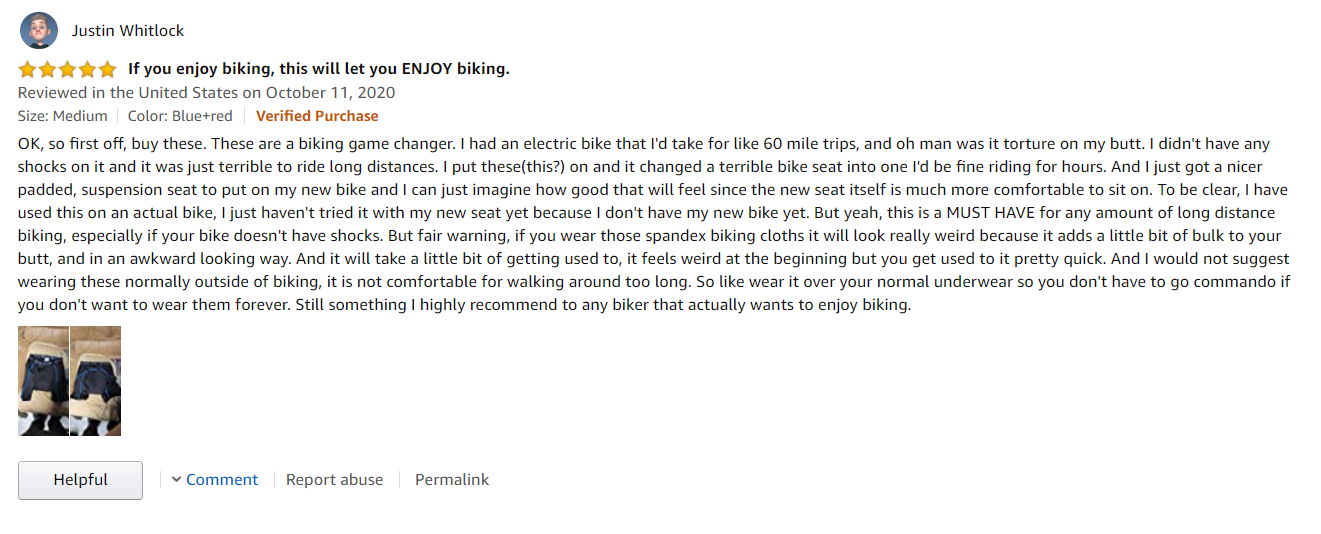 Justin Whitlock
If you enjoy biking, this will let you ENJOY biking.
Reviewed in the United States on October 11, 2020
Size: Medium Color: Blue+red Verified Purchase
OK, so first off, buy these. These are a biking game changer. I had an electric bike that I'd take for like 60 mile trips, and oh man was it torture on my butt. I didn't have any
shocks on it and it was just terrible to ride long distances. I put these(this?) on and it changed a terrible bike seat into one I'd be fine riding for hours. And I just got a nicer
padded, suspension seat to put on my new bike and I can just imagine how good that will feel since the new seat itself is much more comfortable to sit on. To be clear, I have
used this on an actual bike, I just haven't tried it with my new seat yet because I don't have my new bike yet. But yeah, this is a MUST HAVE for any amount of long distance
biking, especially if your bike doesn't have shocks. But fair warning, if you wear those spandex biking cloths it will look really weird because it adds a little bit of bulk to your
butt, and in an awkward looking way. And it will take a little bit of getting used to, it feels weird at the beginning but you get used to it pretty quick. And I would not suggest
wearing these normally outside of biking, it is not comfortable for walking around too long. So like wear it over your normal underwear so you don't have to go commando if
you don't want to wear them forever. Still something I highly recommend to any biker that actually wants to enjoy biking.
Helpful Comment Report abuse Permalink